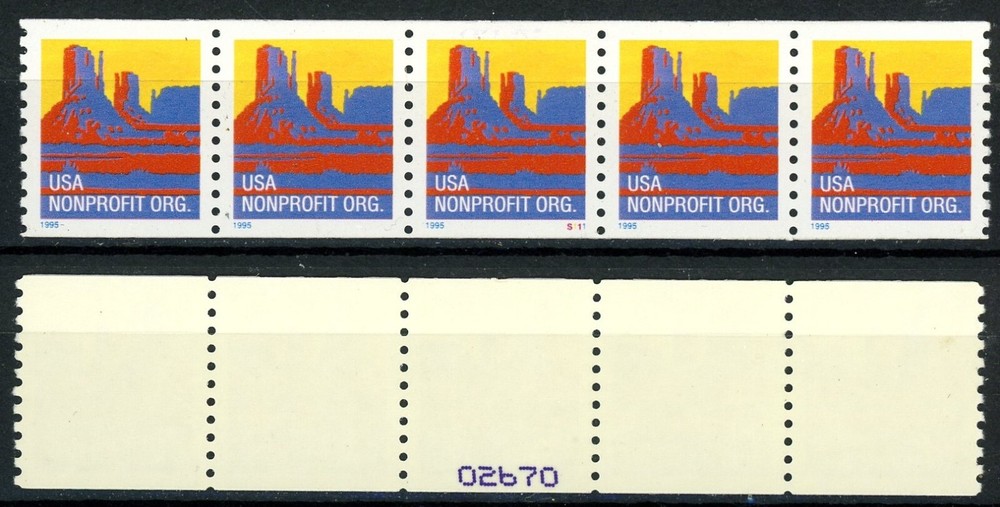 USA USA USA USA USA
NONPROFIT ORG. NONPROFIT ORG. NONPROFIT ORG. NONPROFIT ORG. NONPROFIT ORG.
1995 1995 1995 S111 1995 1995
02670